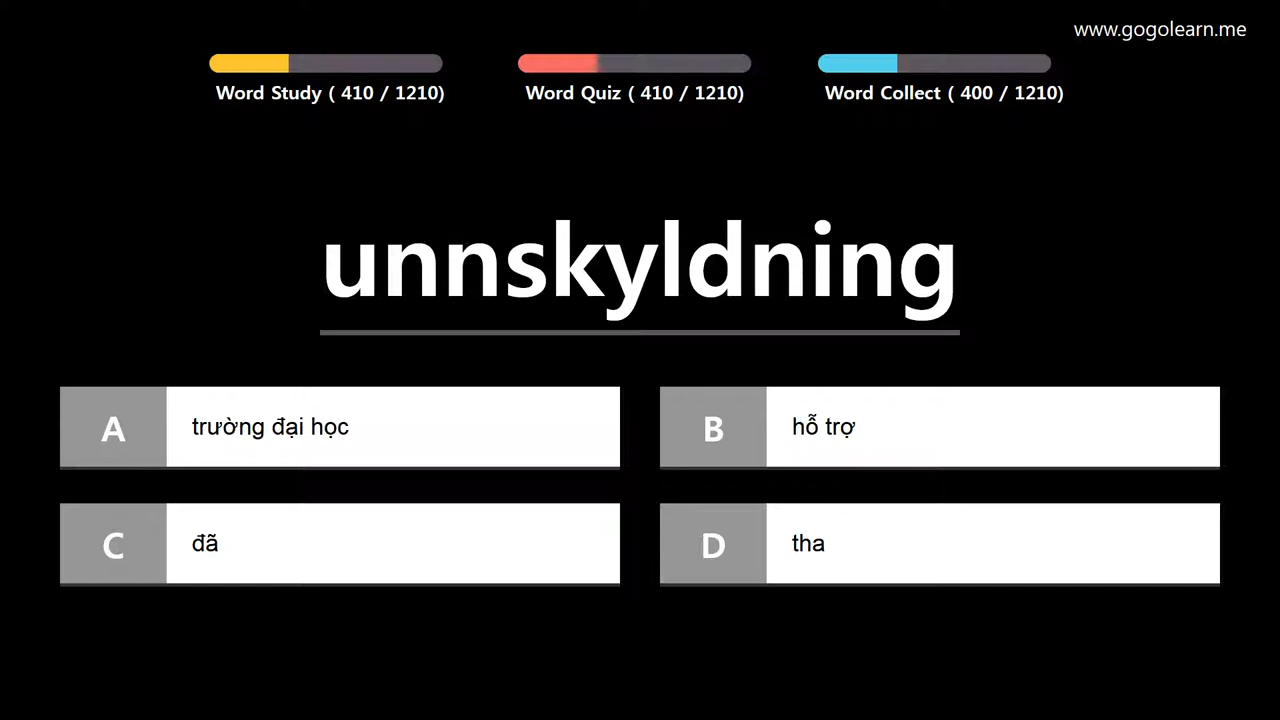 www.gogolearn.me
Word Study ( 410 / 1210)
Word Quiz ( 410 / 1210)
Word Collect ( 400 / 1210)
unnskyldning
A
trường đại học
B
hỗ trợ
C
đã
D
tha